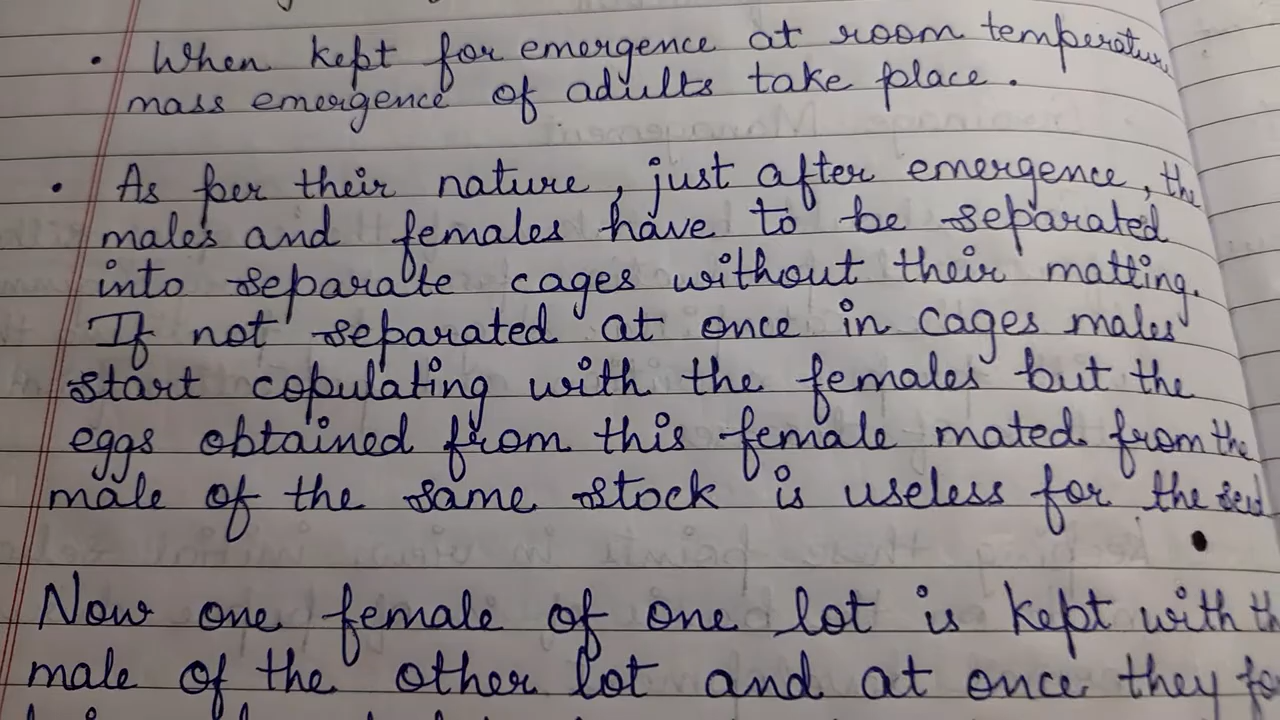 • When kept for emergence at room temperature
mass emergence of adults take place.
• As per their nature, just after emergence, the
males and females have to be separated
into separate cages without their matting.
If not separated at once in cages males
start copulating with the females but the
eggs obtained from this female mated from the
male of the same stock is useless for the
Now one female of one lot is kept with
male of the other lot and at once they